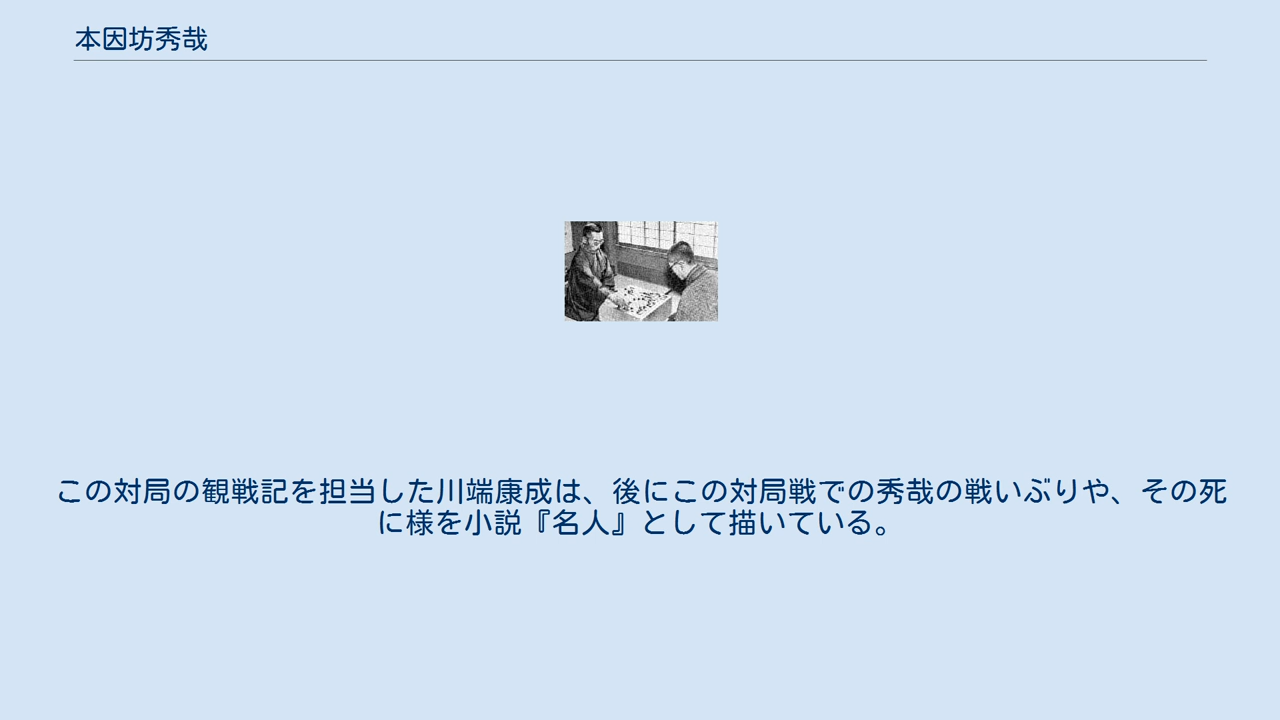 本因坊秀哉
この対局の観戦記を担当した川端康成は、後にこの対局戦での秀哉の戦いぶりや、その死
に様を小説『名人』として描いている。